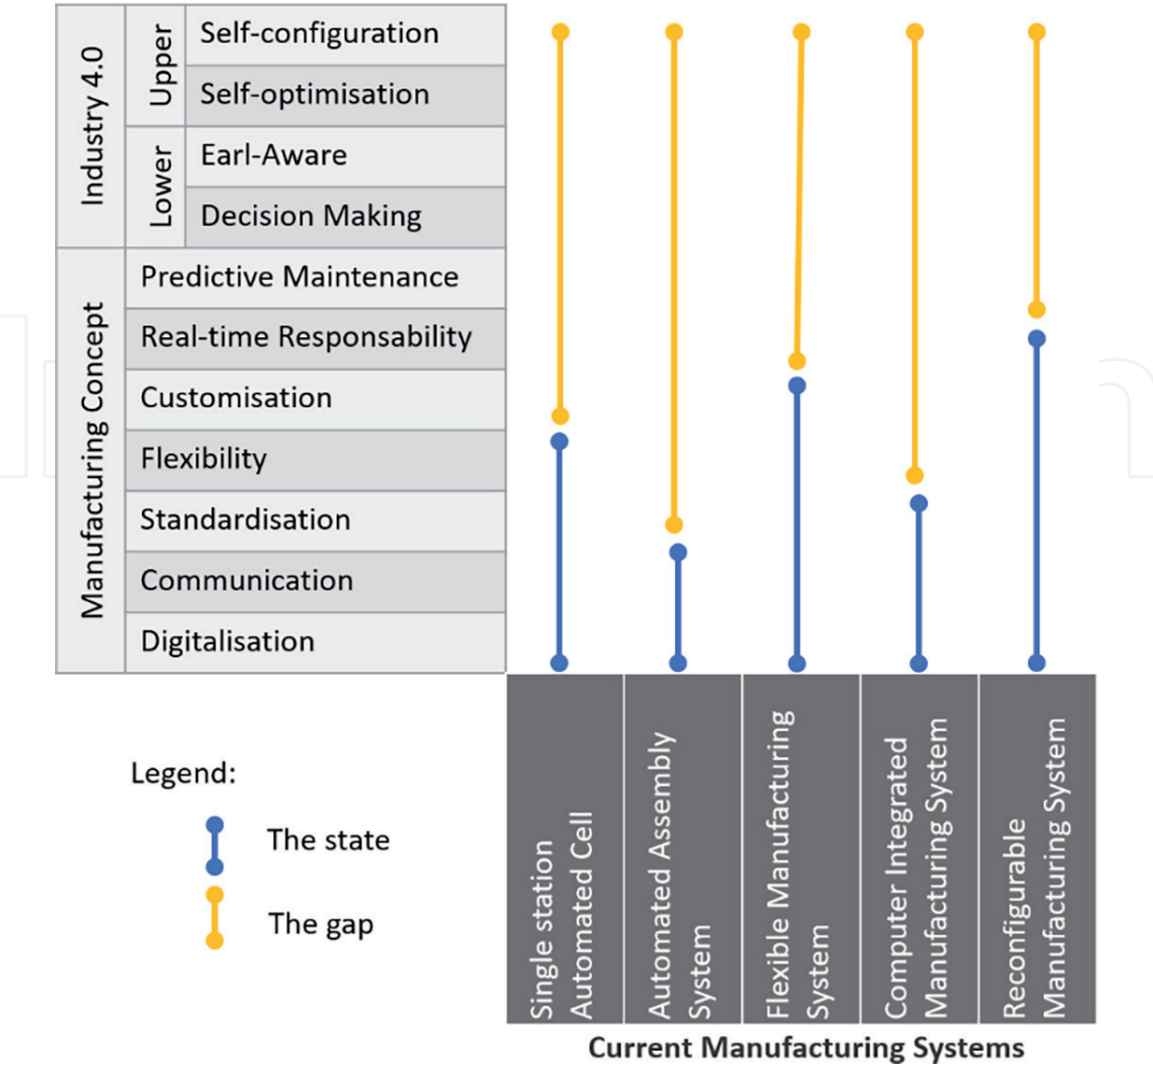 Industry 4.0
Upper
Self-configuration
Self-optimisation
Lower
Earl-Aware
Decision Making
Manufacturing Concept
Predictive Maintenance
Real-time Responsability
Customisation
Flexibility
Standardisation
Communication
Digitalisation
Legend:
The state
The gap
Single station
Automated Cell
Automated Assembly
System
Flexible Manufacturing
System
Computer Integrated
Manufacturing System
Reconfigurable
Manufacturing System
Current Manufacturing Systems